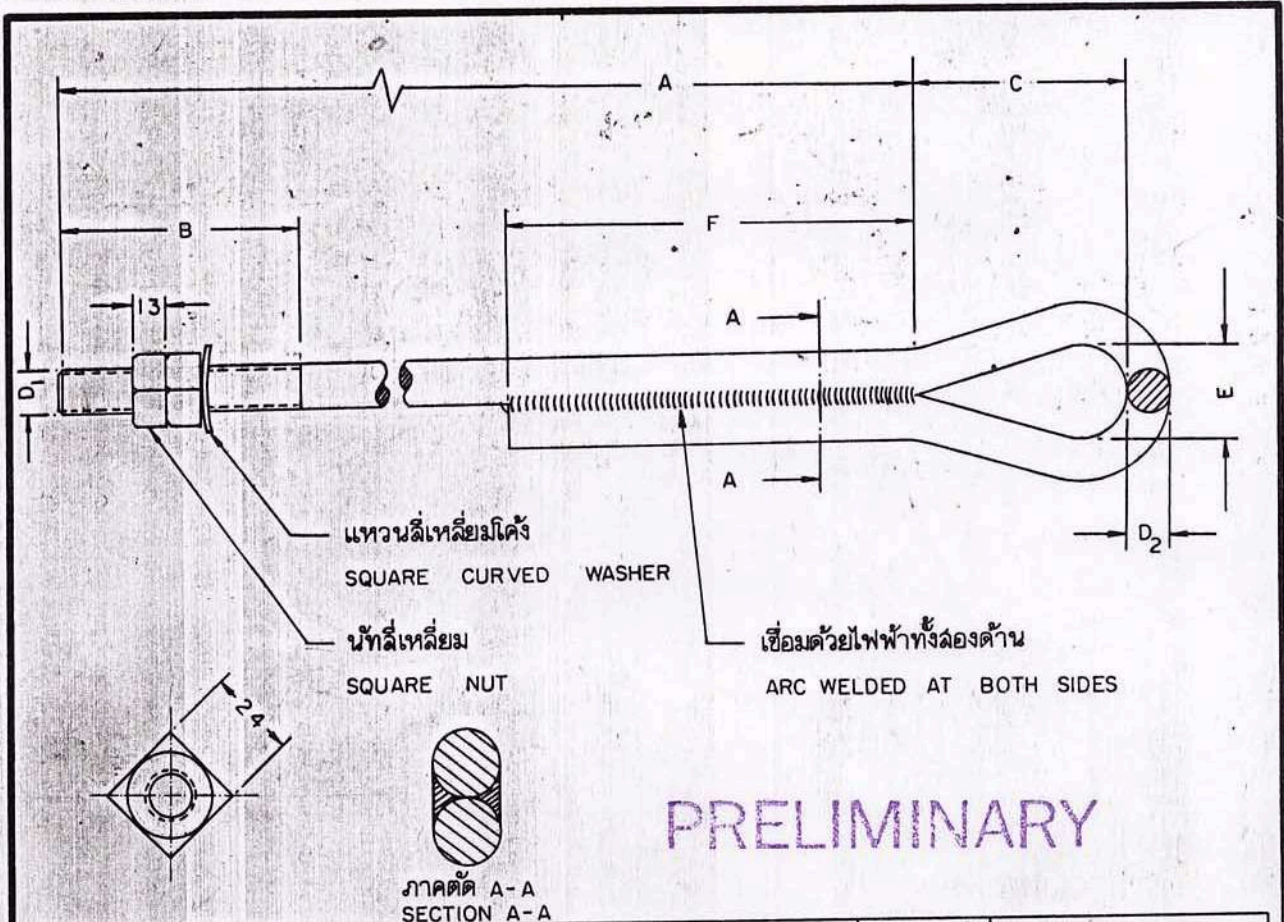 A
C
B
F
13
A
D1
E
A
D2
แหวนสี่เหลี่ยมโค้ง
SQUARE CURVED WASHER
นัทสี่เหลี่ยม
SQUARE NUT
เชื่อมด้วยไฟฟ้าทั้งสองด้าน
ARC WELDED AT BOTH SIDES
24
PRELIMINARY
ภาคตัด A-A
SECTION A-A